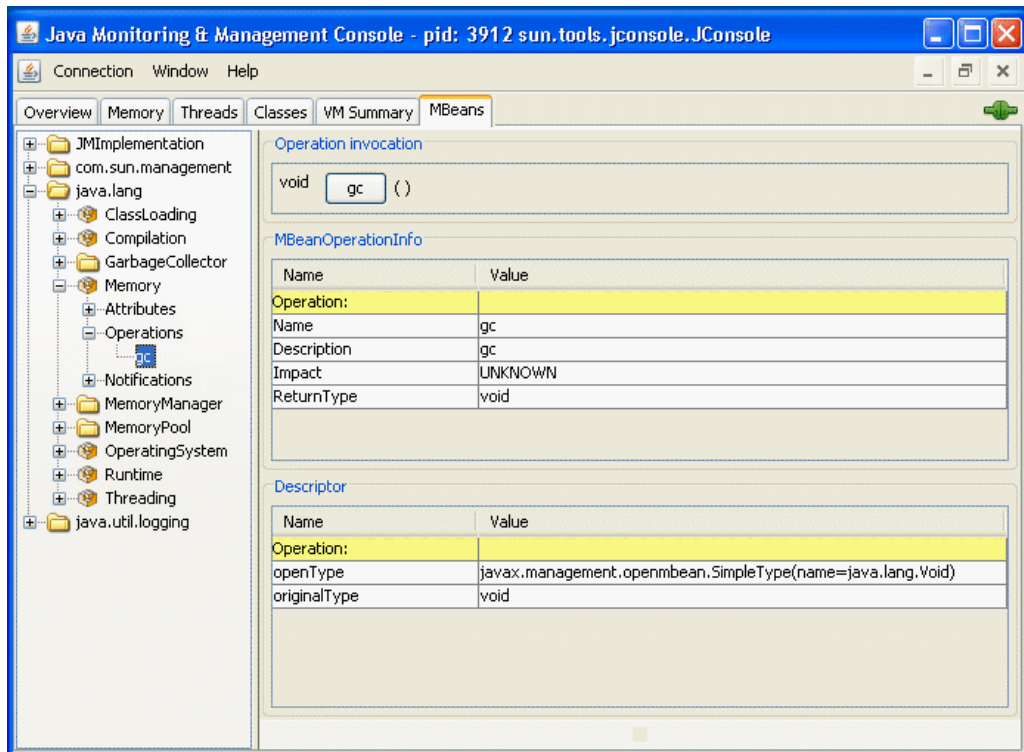 Java Monitoring & Management Console - pid: 3912 sun.tools.jconsole.JConsole
Connection Window Help
Overview Memory Threads Classes VM Summary MBeans
JMImplementation
com.sun.management
java.lang
ClassLoading
Compilation
GarbageCollector
Memory
Attributes
Operations
gc
Notifications
MemoryManager
MemoryPool
OperatingSystem
Runtime
Threading
java.util.logging
Operation invocation
void gc ( )
MBeanOperationInfo
Name Value
Operation:
Name gc
Description gc
Impact UNKNOWN
ReturnType void
Descriptor
Name Value
Operation:
openType javax.management.openmbean.SimpleType(name=java.lang.Void)
originalType void